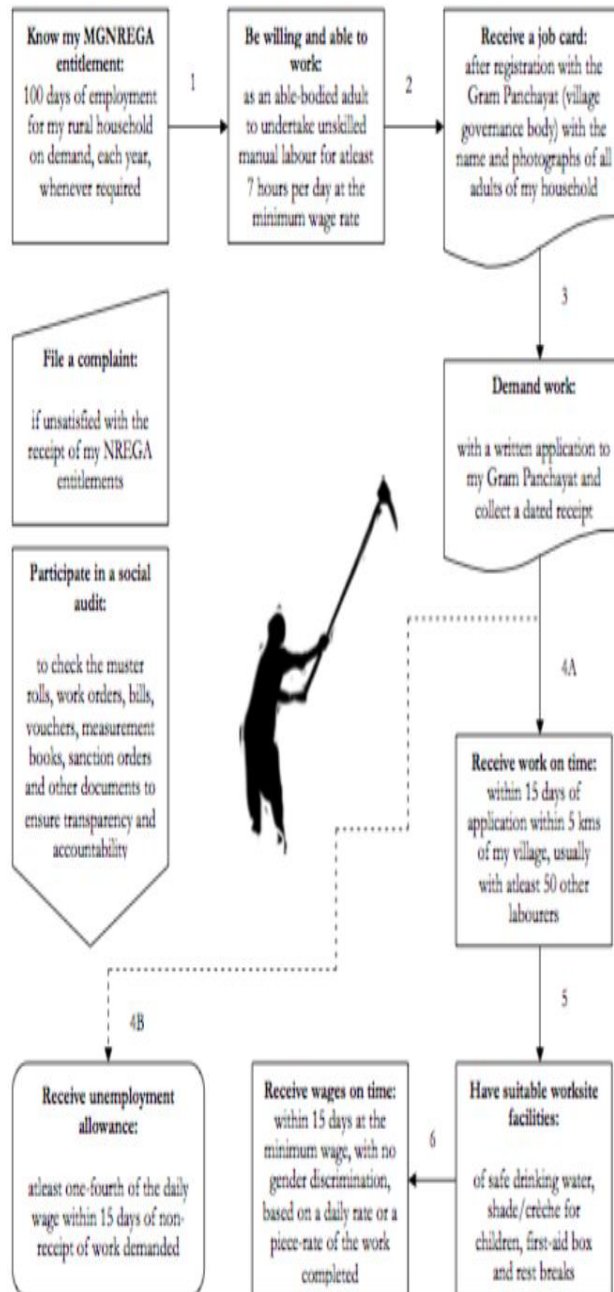 Know my MGNREGA
entitlement:
100 days of employment
for my rural household
on demand, each year,
whenever required
1
Be willing and able to
work:
as an able-bodied adult
to undertake unskilled
manual labour for atleast
7 hours per day at the
minimum wage rate
2
Receive a job card:
after registration with the
Gram Panchayat (village
governance body) with the
name and photographs of all
adults of my household
3
File a complaint:
if unsatisfied with the
receipt of my NREGA
entitlements
Demand work:
with a written application to
my Gram Panchayat and
collect a dated receipt
Participate in a social
audit:
to check the muster
rolls, work orders, bills,
vouchers, measurement
books, sanction orders
and other documents to
ensure transparency and
accountability
4A
Receive work on time:
within 15 days of
application within 5 kms
of my village, usually
with atleast 50 other
labourers
4B
5
Receive unemployment
allowance:
atleast one-fourth of the daily
wage within 15 days of non-
receipt of work demanded
Receive wages on time:
within 15 days at the
minimum wage, with no
gender discrimination,
based on a daily rate or a
piece-rate of the work
completed
6
Have suitable worksite
facilities:
of safe drinking water,
shade/crèche for
children, first-aid box
and rest breaks